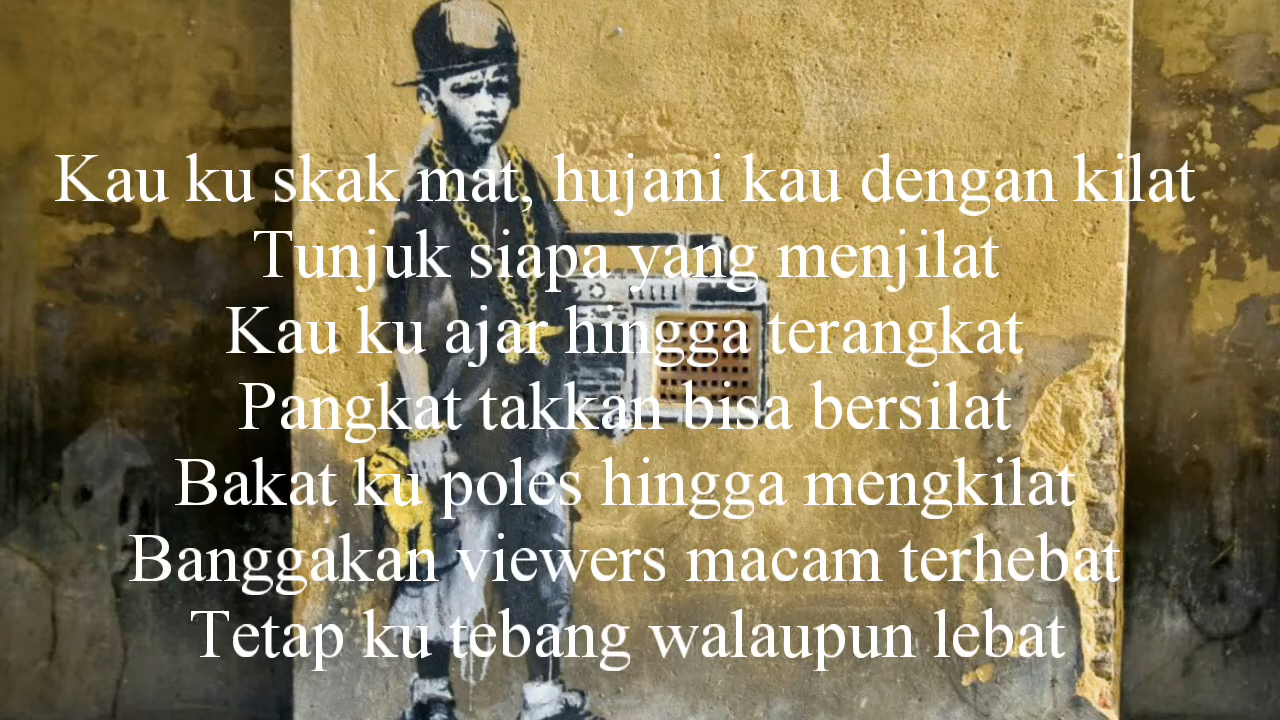 Kau ku skak mat, hujani kau dengan kilat
Tunjuk siapa yang menjilat
Kau ku ajar hingga terangkat
Pangkat takkan bisa bersilat
Bakat ku poles hingga mengkilat
Banggakan viewers macam terhebat
Tetap ku tebang walaupun lebat